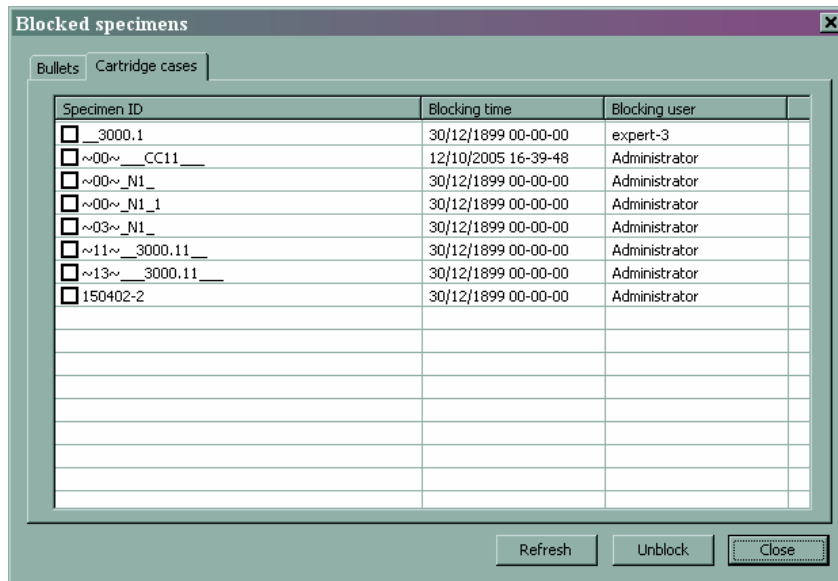 Blocked specimens
Bullets Cartridge cases
Specimen ID Blocking time Blocking user
__3000.1 30/12/1899 00-00-00 expert-3
~00~___CC11___ 12/10/2005 16-39-48 Administrator
~00~_N1_ 30/12/1899 00-00-00 Administrator
~00~_N1_1 30/12/1899 00-00-00 Administrator
~03~_N1_ 30/12/1899 00-00-00 Administrator
~11~__3000.11__ 30/12/1899 00-00-00 Administrator
~13~___3000.11___ 30/12/1899 00-00-00 Administrator
150402-2 30/12/1899 00-00-00 Administrator
Refresh Unblock Close